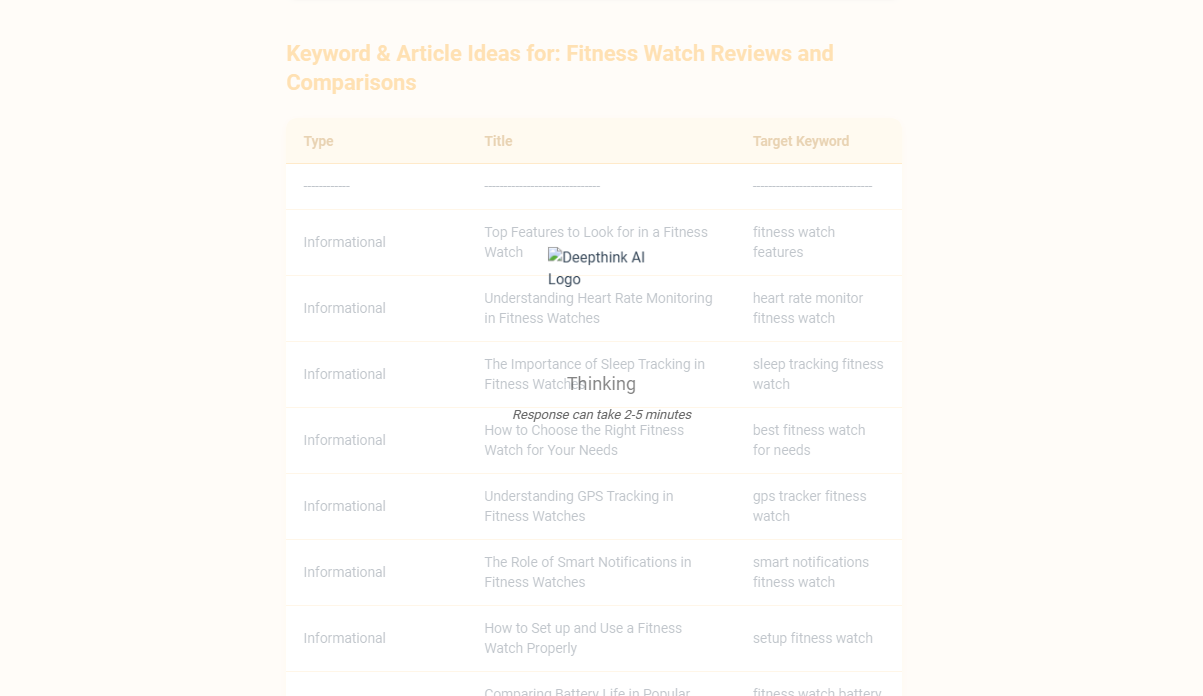 Keyword & Article Ideas for: Fitness Watch Reviews and
Comparisons
Type Title Target Keyword
------------ ------------------------------ -------------------------------
Informational
Top Features to Look for in a Fitness
Watch
fitness watch
features
Deepthink AI
Logo
Informational
Understanding Heart Rate Monitoring
in Fitness Watches
heart rate monitor
fitness watch
Informational
The Importance of Sleep Tracking in
Fitness Watches
sleep tracking fitness
watch
Thinking
Response can take 2-5 minutes
Informational
How to Choose the Right Fitness
Watch for Your Needs
best fitness watch
for needs
Informational
Understanding GPS Tracking in
Fitness Watches
gps tracker fitness
watch
Informational
The Role of Smart Notifications in
Fitness Watches
smart notifications
fitness watch
Informational
How to Set up and Use a Fitness
Watch Properly
setup fitness watch
Comparing Battery Life in Popular
fitness watch battery